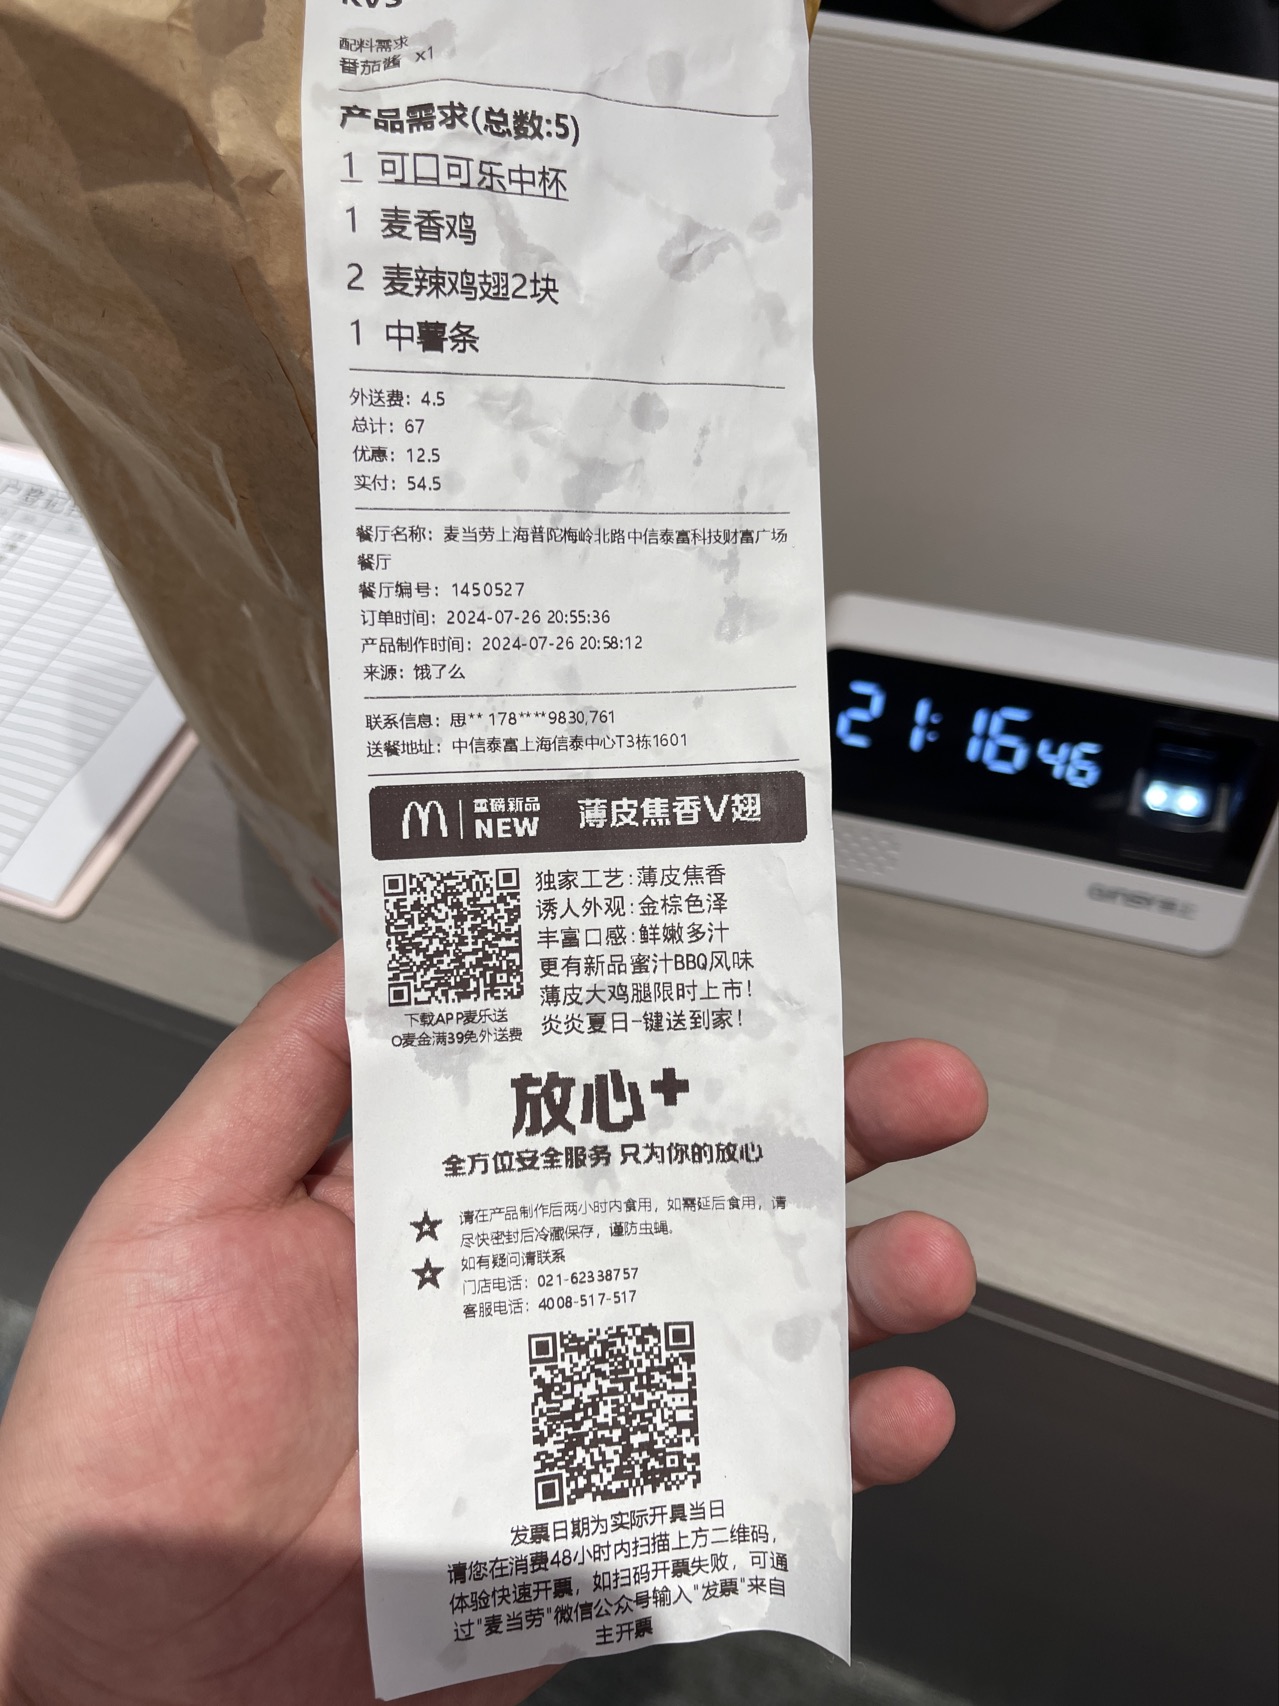 配料需求
番茄酱 x1
产品需求(总数:5)
1 可口可乐中杯
1 麦香鸡
2 麦辣鸡翅2块
1 中薯条
外送费: 4.5
总计: 67
优惠: 12.5
实付: 54.5
餐厅名称: 麦当劳上海普陀梅岭北路中信泰富科技财富广场
餐厅
餐厅编号: 1450527
订单时间: 2024-07-26 20:55:36
产品制作时间: 2024-07-26 20:58:12
来源: 饿了么
联系信息: 思** 178****9830,761
送餐地址: 中信泰富上海信泰中心T3栋1601
重磅新品
NEW
薄皮焦香V翅
独家工艺:薄皮焦香
诱人外观:金棕色泽
丰富口感:鲜嫩多汁
更有新品蜜汁BBQ风味
薄皮大鸡腿限时上市!
炎炎夏日一键送到家!
下载APP麦乐送
0麦金满39免外送费
放心+
全方位安全服务 只为你的放心
请在产品制作后两小时内食用, 如需延后食用, 请
尽快密封后冷藏保存, 谨防虫蝇。
如有疑问请联系
门店电话: 021-62338757
客服电话: 4008-517-517
发票日期为实际开具当日
请您在消费48小时内扫描上方二维码,
体验快速开票, 如扫码开票失败, 可通
过"麦当劳"微信公众号输入"发票"来自
主开票
21:16 46